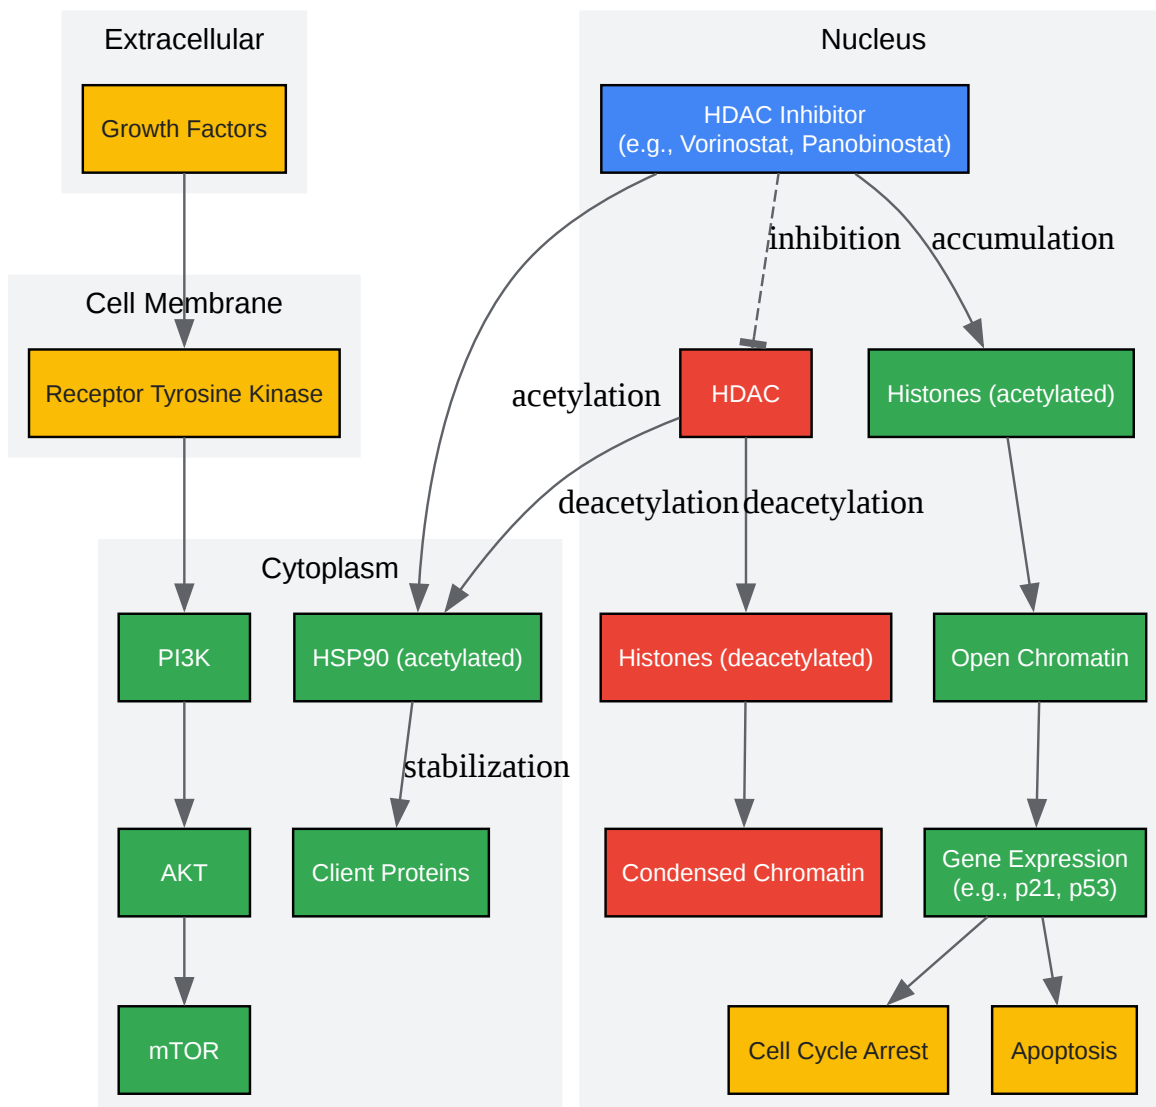 Extracellular
Nucleus
Growth Factors
HDAC Inhibitor
(e.g., Vorinostat, Panobinostat)
inhibition
accumulation
Cell Membrane
Receptor Tyrosine Kinase
acetylation
HDAC
Histones (acetylated)
deacetylation
deacetylation
Cytoplasm
PI3K
HSP90 (acetylated)
Histones (deacetylated)
Open Chromatin
stabilization
AKT
Client Proteins
Condensed Chromatin
Gene Expression
(e.g., p21, p53)
mTOR
Cell Cycle Arrest
Apoptosis